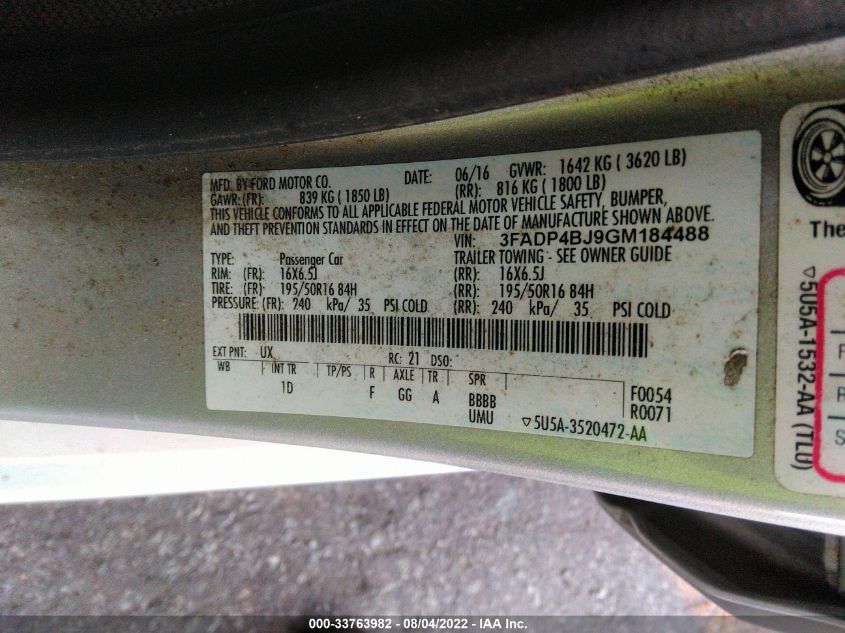 MFD. BY FORD MOTOR CO. DATE: 06/16 GVWR: 1642 KG ( 3620 LB)
GAWR: (FR): 839 KG ( 1850 LB) (RR): 816 KG ( 1800 LB)
THIS VEHICLE CONFORMS TO ALL APPLICABLE FEDERAL MOTOR VEHICLE SAFETY, BUMPER,
AND THEFT PREVENTION STANDARDS IN EFFECT ON THE DATE OF MANUFACTURE SHOWN ABOVE.
VIN: 3FADP4BJ9GM184488
TYPE: Passenger Car TRAILER TOWING - SEE OWNER GUIDE
RIM: (FR): 16X6.5J (RR): 16X6.5J
TIRE: (FR): 195/50R16 84H (RR): 195/50R16 84H
PRESSURE: (FR): 240 kPa/ 35 PSI COLD (RR): 240 kPa/ 35 PSI COLD
EXT PNT: UX RC: 21 DSO:
WB INT TR TP/PS R AXLE TR SPR
1D F GG A BBBB F0054
UMU R0071
▽5U5A-3520472-AA
The
▽5U5A-1532-AA (TLU)
F
R
S
000-33763982 - 08/04/2022 - IAA Inc.